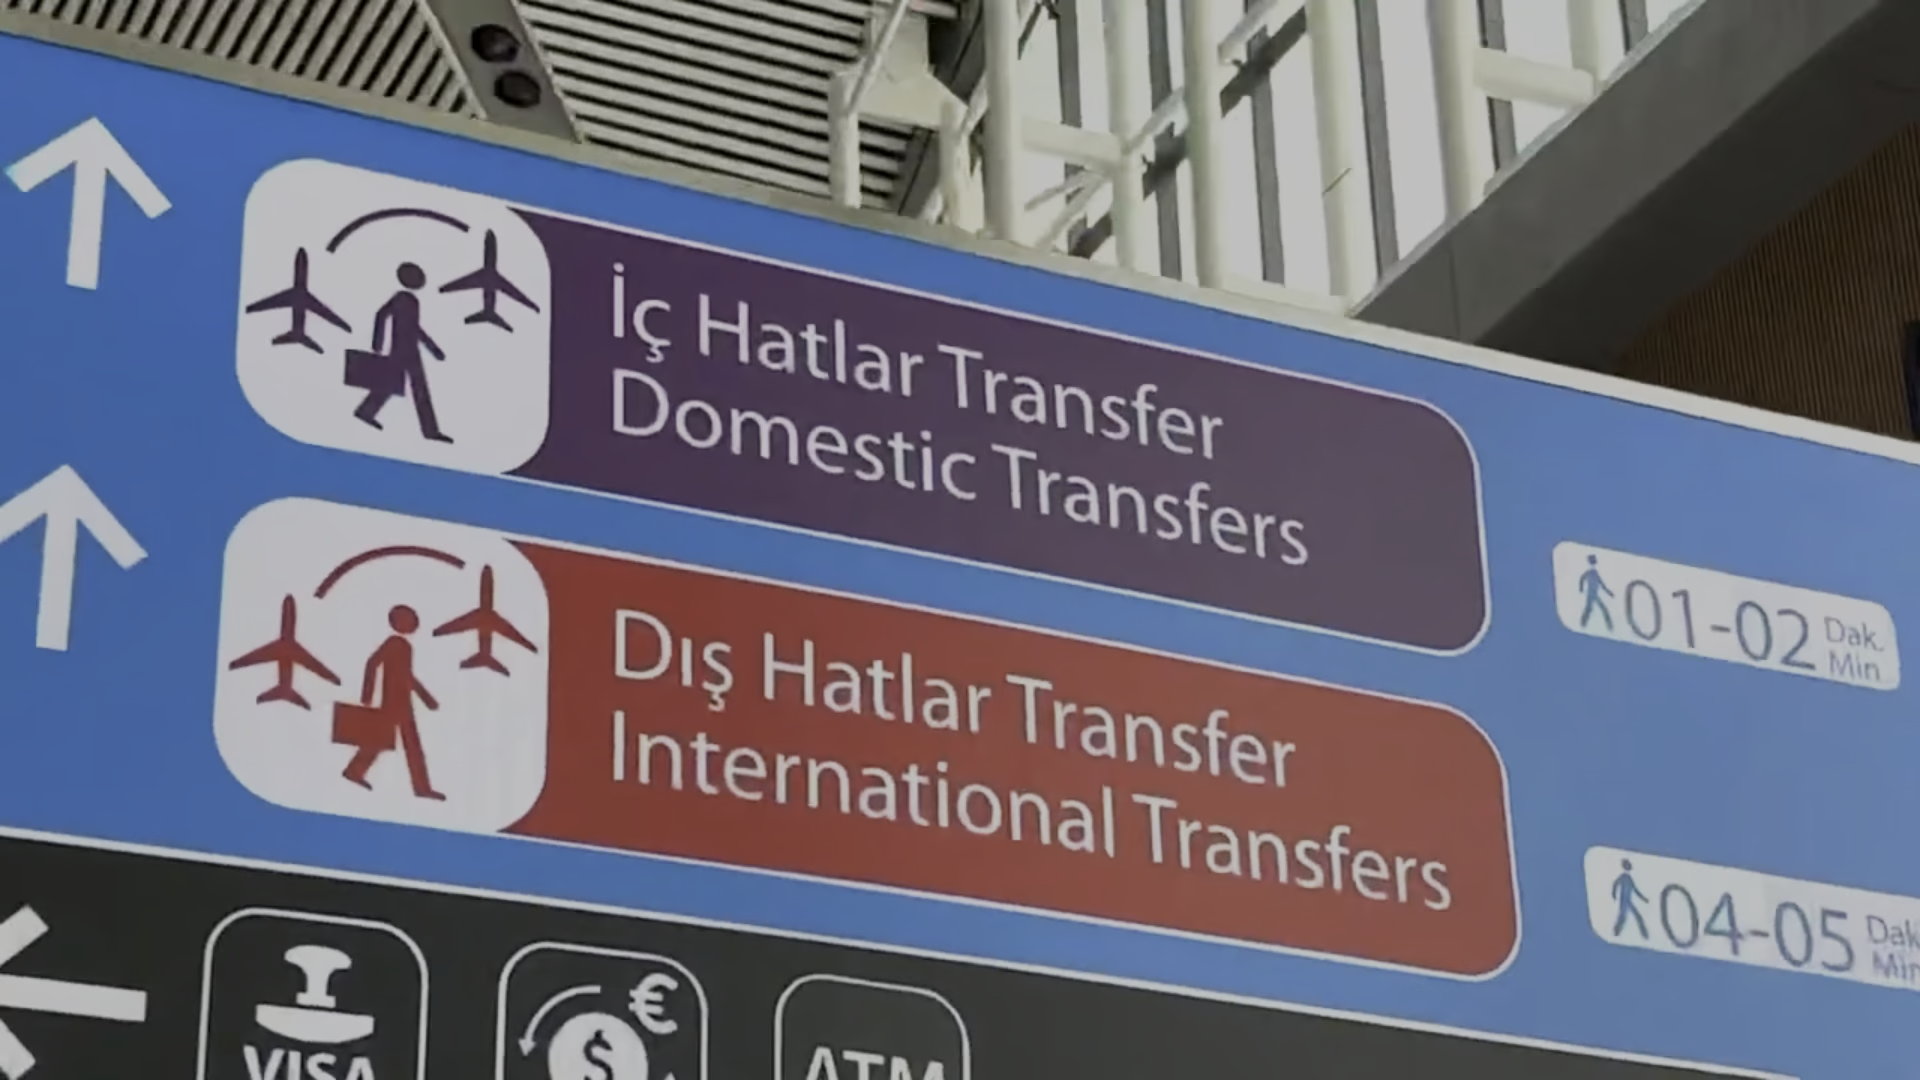 İç Hatlar Transfer
Domestic Transfers
01-02 Dak.
Min
Dış Hatlar Transfer
International Transfers
04-05 Dak
Min
VISA
€
$
ATM